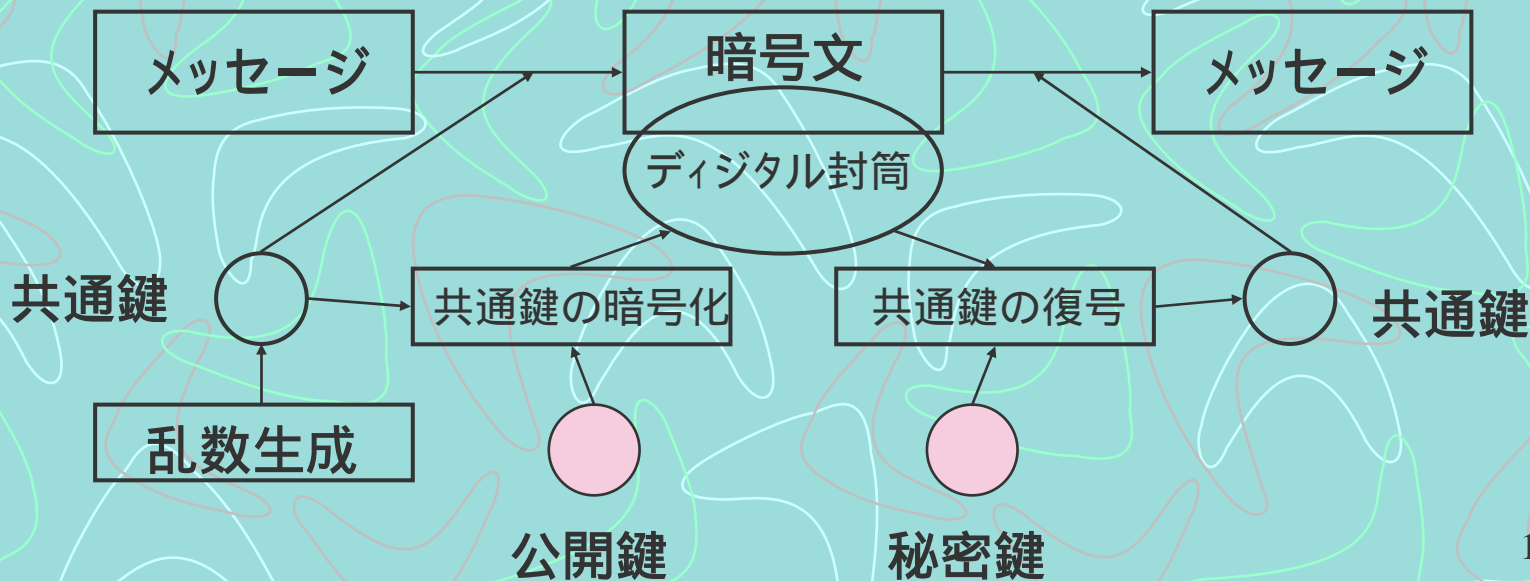 メッセージ
暗号文
メッセージ
ディジタル封筒
共通鍵
共通鍵の暗号化
共通鍵の復号
共通鍵
乱数生成
公開鍵
秘密鍵
1